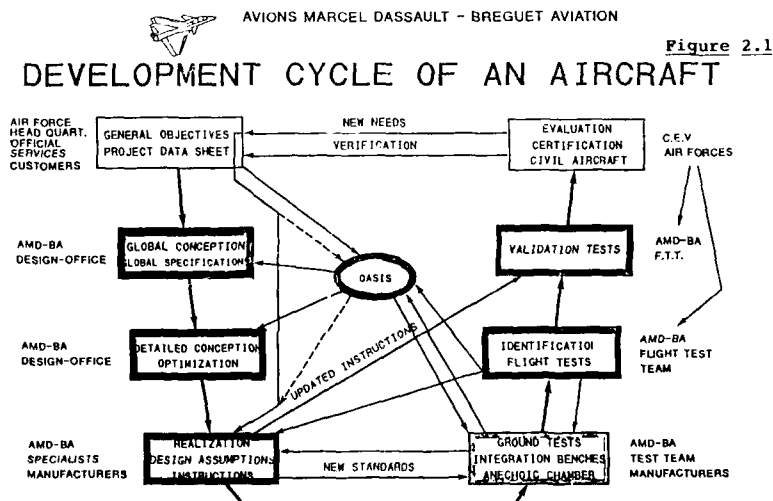 AVIONS MARCEL DASSAULT - BREGUET AVIATION
Figure 2.1
DEVELOPMENT CYCLE OF AN AIRCRAFT
AIR FORCE
HEAD QUART.
OFFICIAL
SERVICES
CUSTOMERS
GENERAL OBJECTIVES
PROJECT DATA SHEET
NEW NEEDS
VERIFICATION
EVALUATION
CERTIFICATION
CIVIL AIRCRAFT
C.E.V
AIR FORCES
AMD-BA
DESIGN-OFFICE
GLOBAL CONCEPTION
GLOBAL SPECIFICATION
OASIS
VALIDATION TESTS
AMD-BA
F.T.T.
AMD-BA
DESIGN-OFFICE
DETAILED CONCEPTION
OPTIMIZATION
UPDATED INSTRUCTIONS
IDENTIFICATION
FLIGHT TESTS
AMD-BA
FLIGHT TEST
TEAM
AMD-BA
SPECIALISTS
MANUFACTURERS
REALIZATION
DESIGN ASSUMPTIONS
INSTRUCTIONS
NEW STANDARDS
GROUND TESTS
INTEGRATION BENCHES
ANECHOIC CHAMBER
AMD-BA
TEST TEAM
MANUFACTURERS